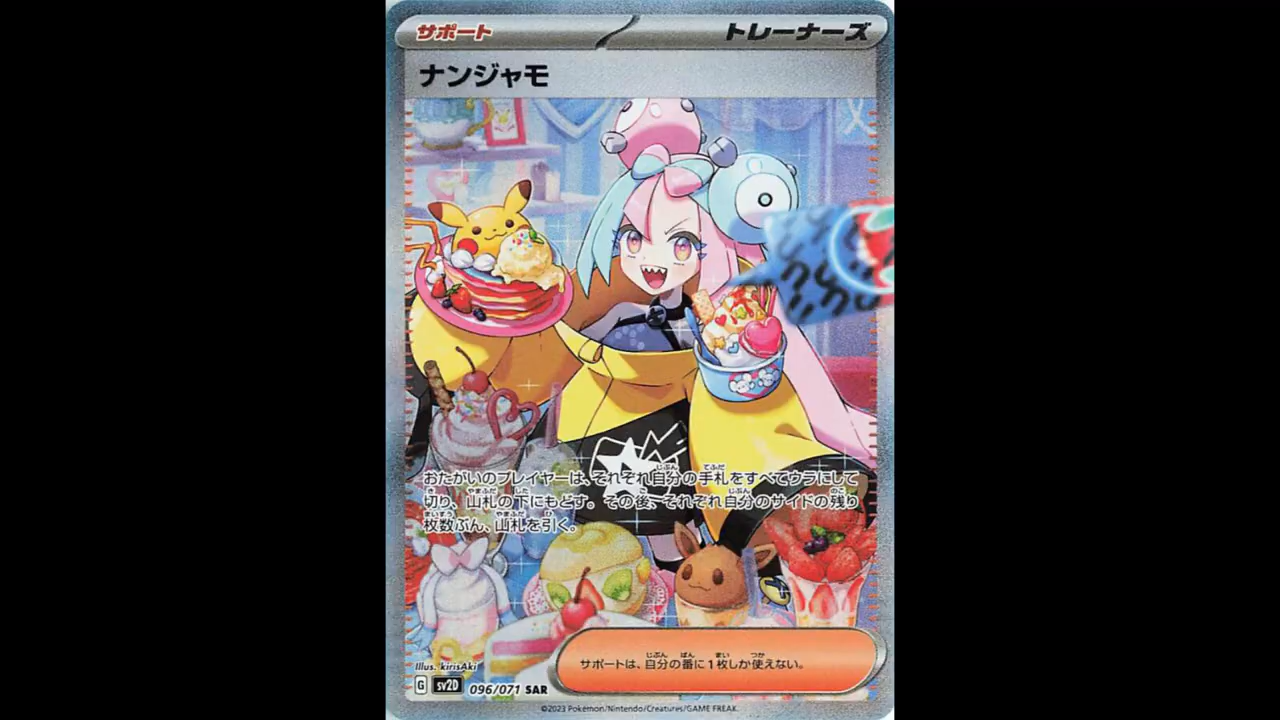 サポート
トレーナーズ
ナンジャモ
おたがいのプレイヤーは、それぞれ自分の手札をすべてウラにして
切り、山札の下にもどす。その後、それぞれ自分のサイドの残り
枚数ぶん、山札を引く。
サポートは、自分の番に1枚しか使えない。
Illus. kirisAki
G sv2D 096/071 SAR
©2023 Pokémon/Nintendo/Creatures/GAME FREAK.